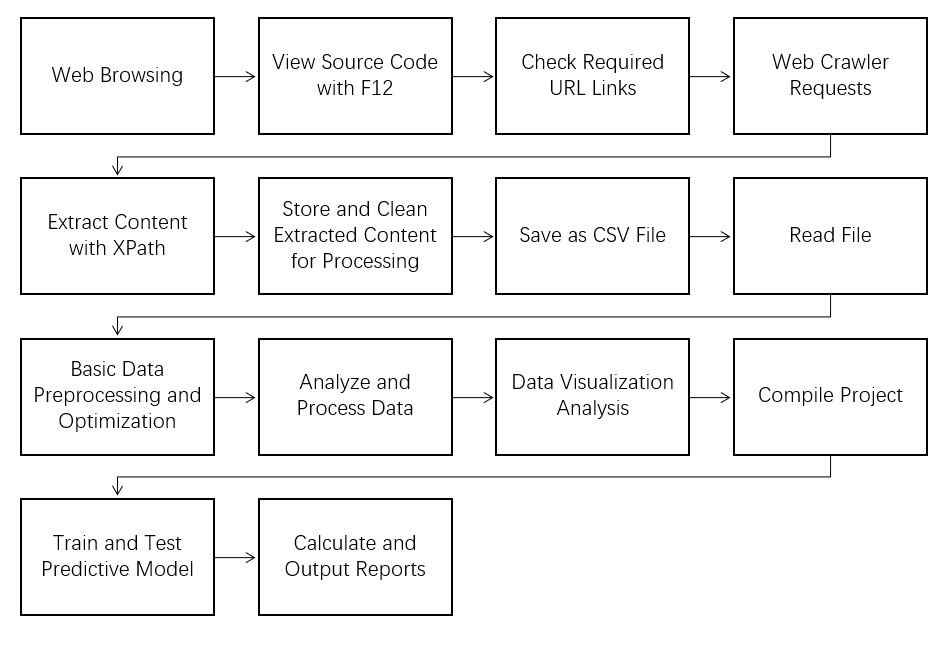 Web Browsing
View Source Code
with F12
Check Required
URL Links
Web Crawler
Requests
Extract Content
with XPath
Store and Clean
Extracted Content
for Processing
Save as CSV File
Read File
Basic Data
Preprocessing and
Optimization
Analyze and
Process Data
Data Visualization
Analysis
Compile Project
Train and Test
Predictive Model
Calculate and
Output Reports